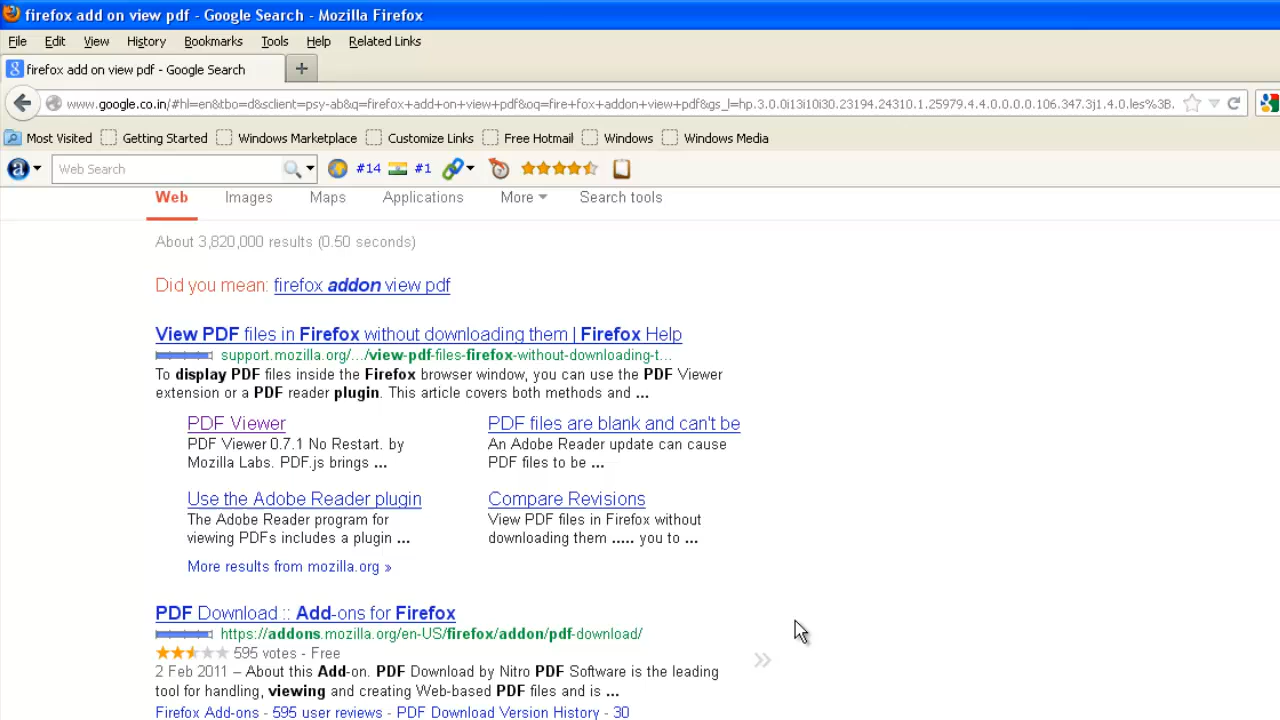 firefox add on view pdf - Google Search - Mozilla Firefox
File Edit View History Bookmarks Tools Help Related Links
firefox add on view pdf - Google Search
www.google.co.in/#hl=en&tbo=d&sclient=psy-ab&q=firefox+add+on+view+pdf&oq=fire+fox+addon+view+pdf&gs_l=hp.3.0.0i13i10i30.23194.24310.1.25979.4.4.0.0.0.0.106.347.3j1.4.0.les%3B.
Most Visited Getting Started Windows Marketplace Customize Links Free Hotmail Windows Windows Media
a Web Search #14 #1
Web Images Maps Applications More Search tools
About 3,820,000 results (0.50 seconds)
Did you mean: firefox addon view pdf
View PDF files in Firefox without downloading them | Firefox Help
support.mozilla.org/.../view-pdf-files-firefox-without-downloading-t...
To display PDF files inside the Firefox browser window, you can use the PDF Viewer
extension or a PDF reader plugin. This article covers both methods and ...
PDF Viewer
PDF Viewer 0.7.1 No Restart. by
Mozilla Labs. PDF.js brings ...
PDF files are blank and can't be
An Adobe Reader update can cause
PDF files to be ...
Use the Adobe Reader plugin
The Adobe Reader program for
viewing PDFs includes a plugin ...
Compare Revisions
View PDF files in Firefox without
downloading them ..... you to ...
More results from mozilla.org »
PDF Download :: Add-ons for Firefox
https://addons.mozilla.org/en-US/firefox/addon/pdf-download/
595 votes - Free
2 Feb 2011 – About this Add-on. PDF Download by Nitro PDF Software is the leading
tool for handling, viewing and creating Web-based PDF files and is ...
Firefox Add-ons - 595 user reviews - PDF Download Version History - 30